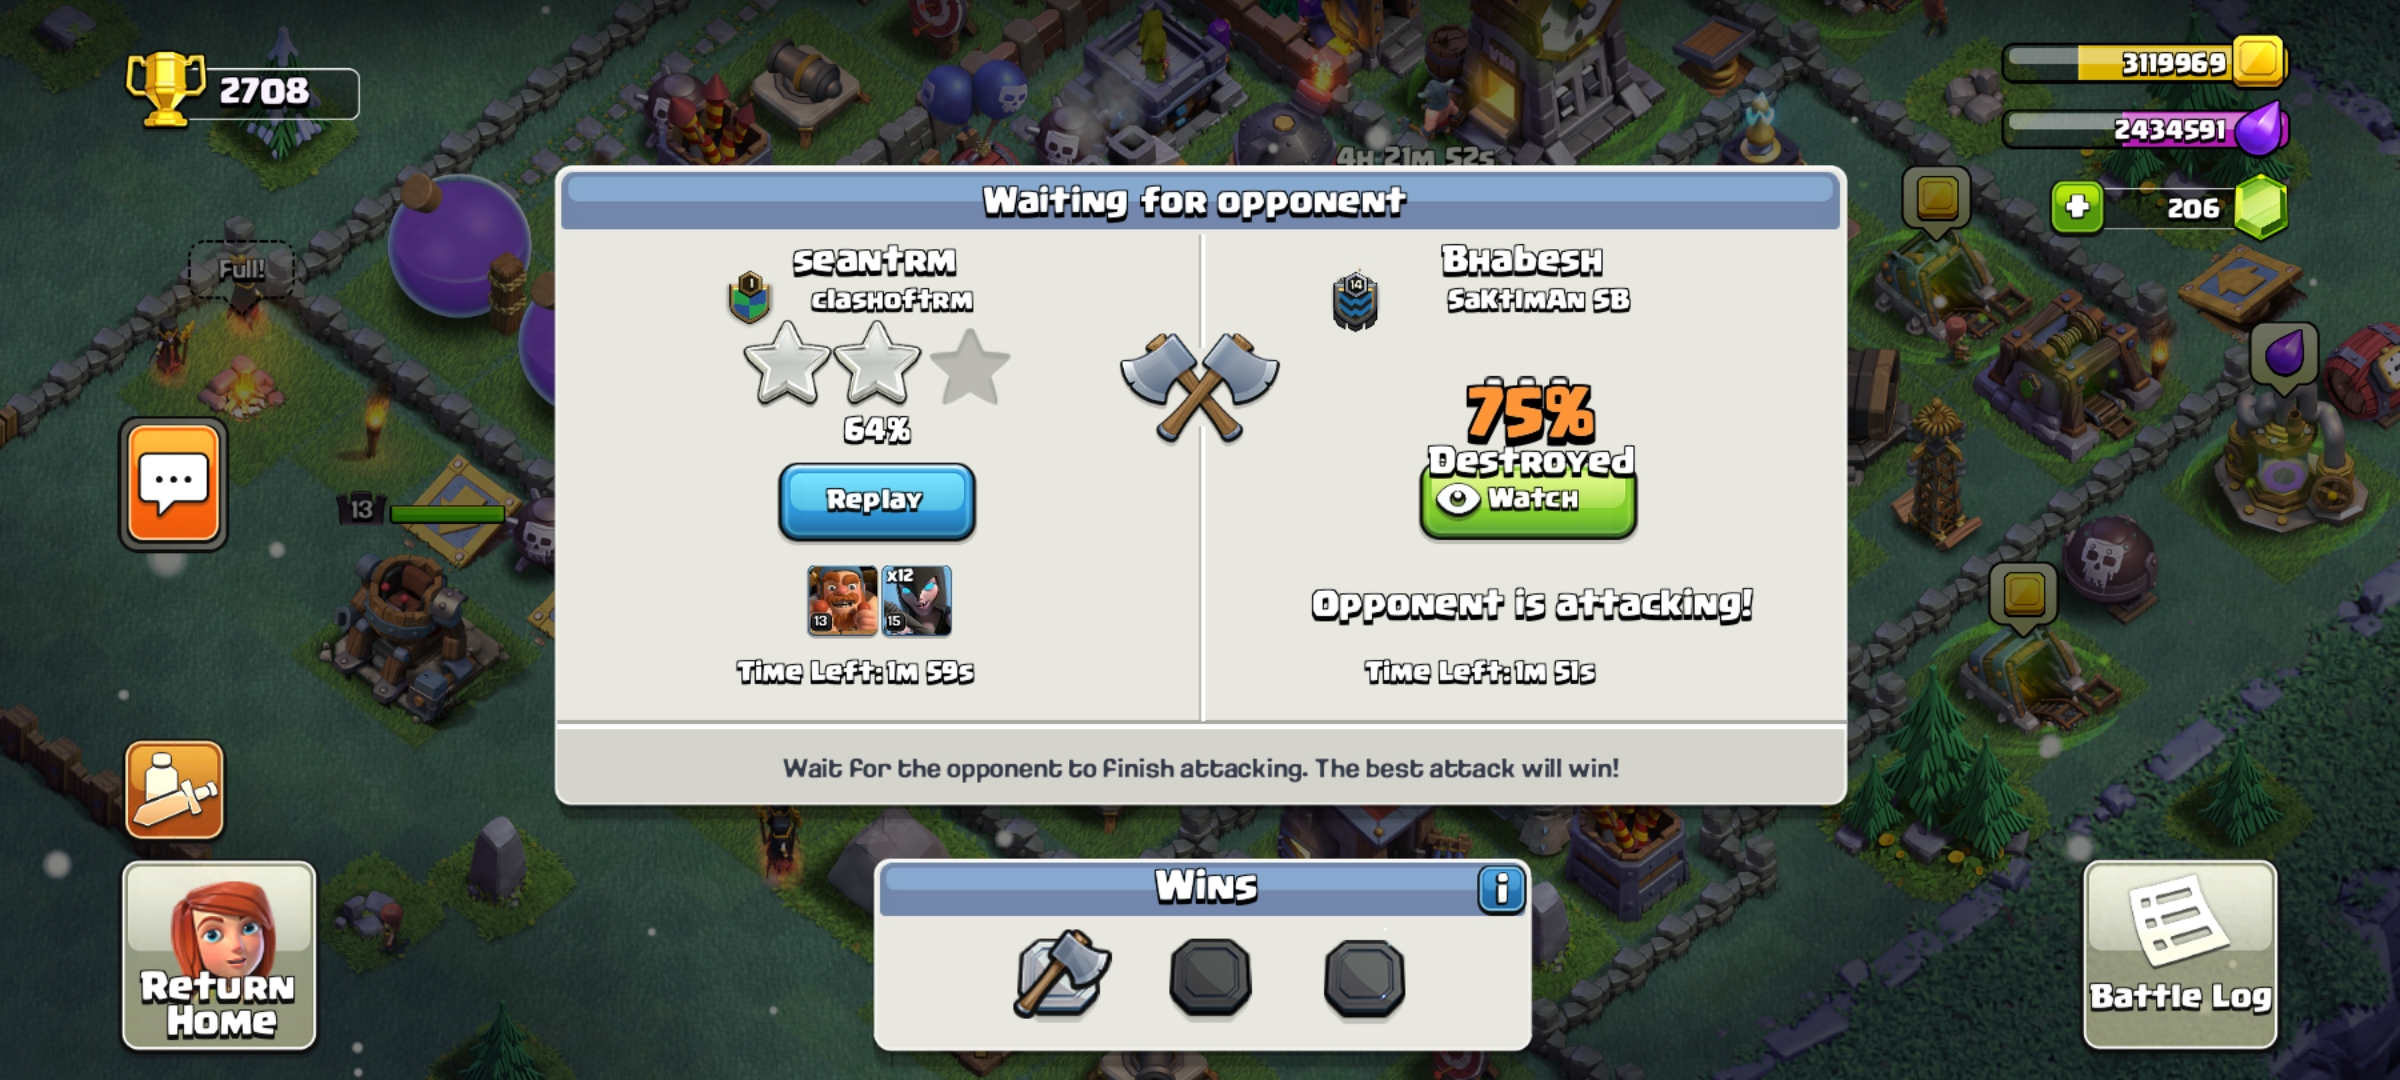 2708
3119969
2434591
206
4H 21M 52s
Full!
Waiting for opponent
seantrm
1
clashoftrm
64%
Replay
x12
13
15
Time Left: 1m 59s
Bhabesh
14
SaKtImAn SB
75%
Destroyed
Watch
Opponent is attacking!
Time Left: 1m 51s
Wait for the opponent to finish attacking. The best attack will win!
13
Wins
i
Return
Home
Battle Log